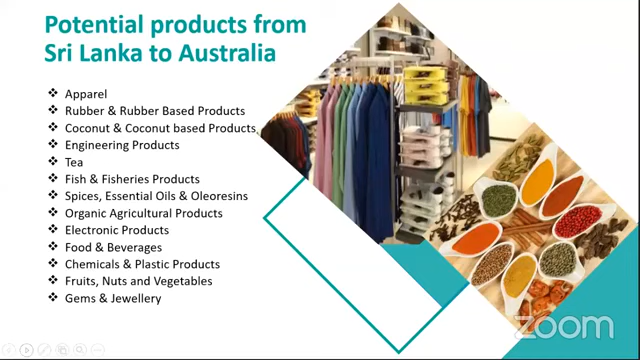 Potential products from
Sri Lanka to Australia
Apparel
Rubber & Rubber Based Products
Coconut & Coconut based Products
Engineering Products
Tea
Fish & Fisheries Products
Spices, Essential Oils & Oleoresins
Organic Agricultural Products
Electronic Products
Food & Beverages
Chemicals & Plastic Products
Fruits, Nuts and Vegetables
Gems & Jewellery
zoom